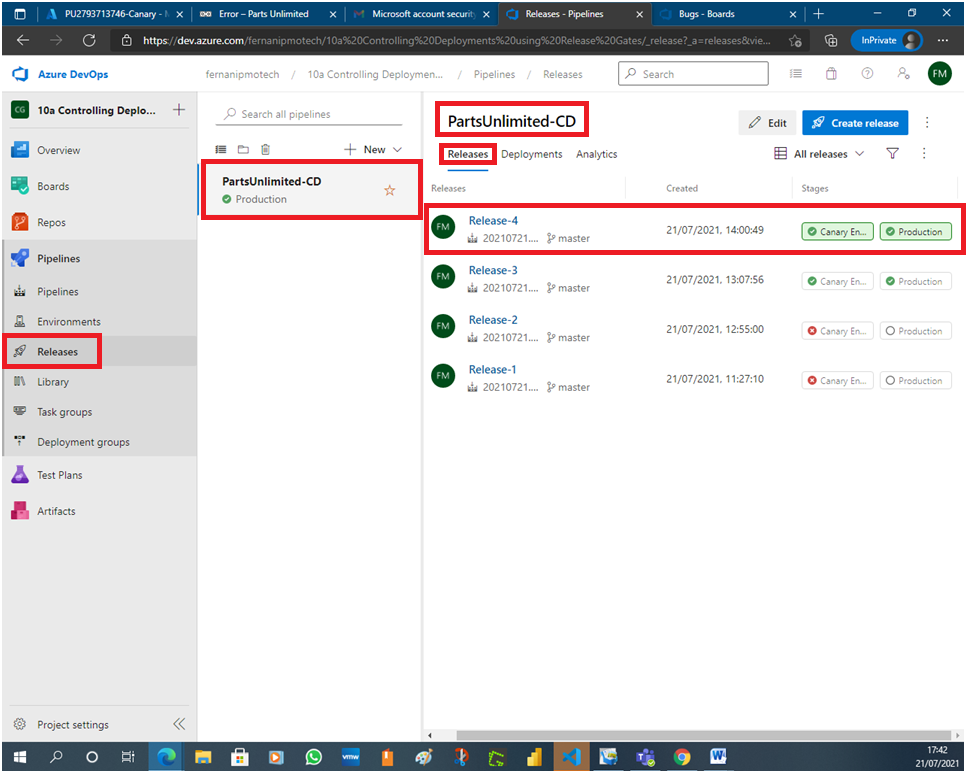 PU2793713746-Canary - M
Error – Parts Unlimited
Microsoft account security
Releases - Pipelines
Bugs - Boards
https://dev.azure.com/fernanipmotech/10a%20Controlling%20Deployments%20using%20Release%20Gates/_release?_a=releases&vie...
InPrivate
Azure DevOps
fernanipmotech / 10a Controlling Deploymen... / Pipelines / Releases
Search
FM
CG 10a Controlling Deplo...
Overview
Boards
Repos
Pipelines
Pipelines
Environments
Releases
Library
Task groups
Deployment groups
Test Plans
Artifacts
Project settings
Search all pipelines
New
PartsUnlimited-CD
Production
PartsUnlimited-CD
Edit
Create release
Releases Deployments Analytics
All releases
Releases Created Stages
FM Release-4
20210721.... master
21/07/2021, 14:00:49
Canary En... Production
FM Release-3
20210721.... master
21/07/2021, 13:07:56
Canary En... Production
FM Release-2
20210721.... master
21/07/2021, 12:55:00
Canary En... Production
FM Release-1
20210721.... master
21/07/2021, 11:27:10
Canary En... Production
vmw
17:42
21/07/2021